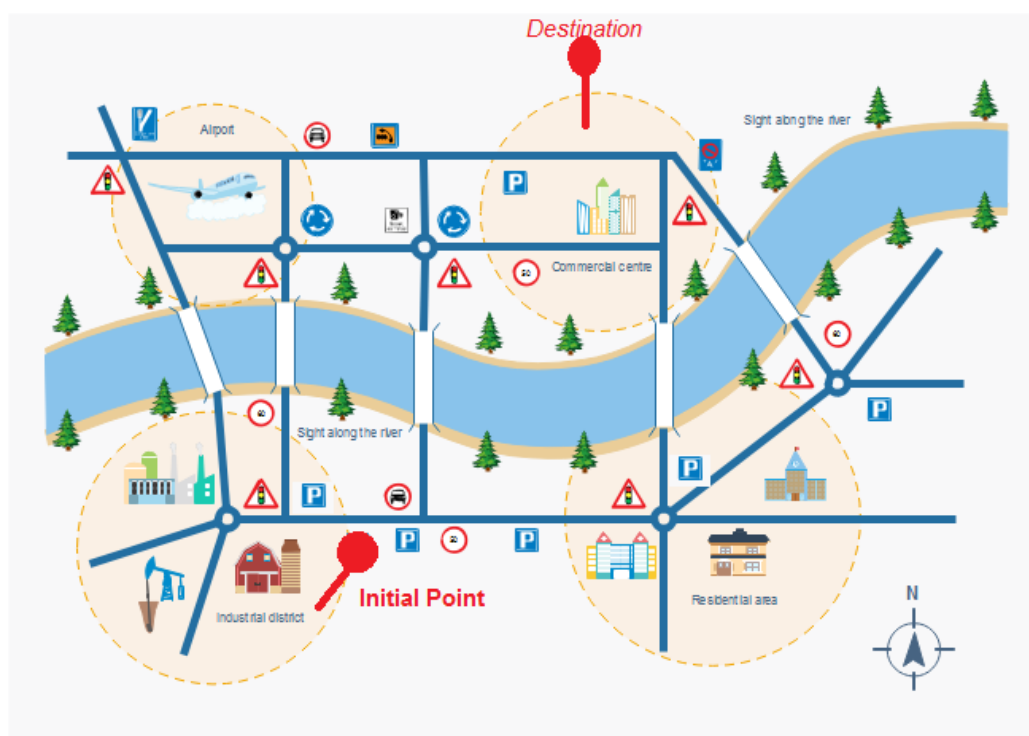 Destination
Sight along the river
Airport
P
"A"
Commercial centre
Sight along the river
P
P
P
P
P
Initial Point
Industrial district
Residential area
N